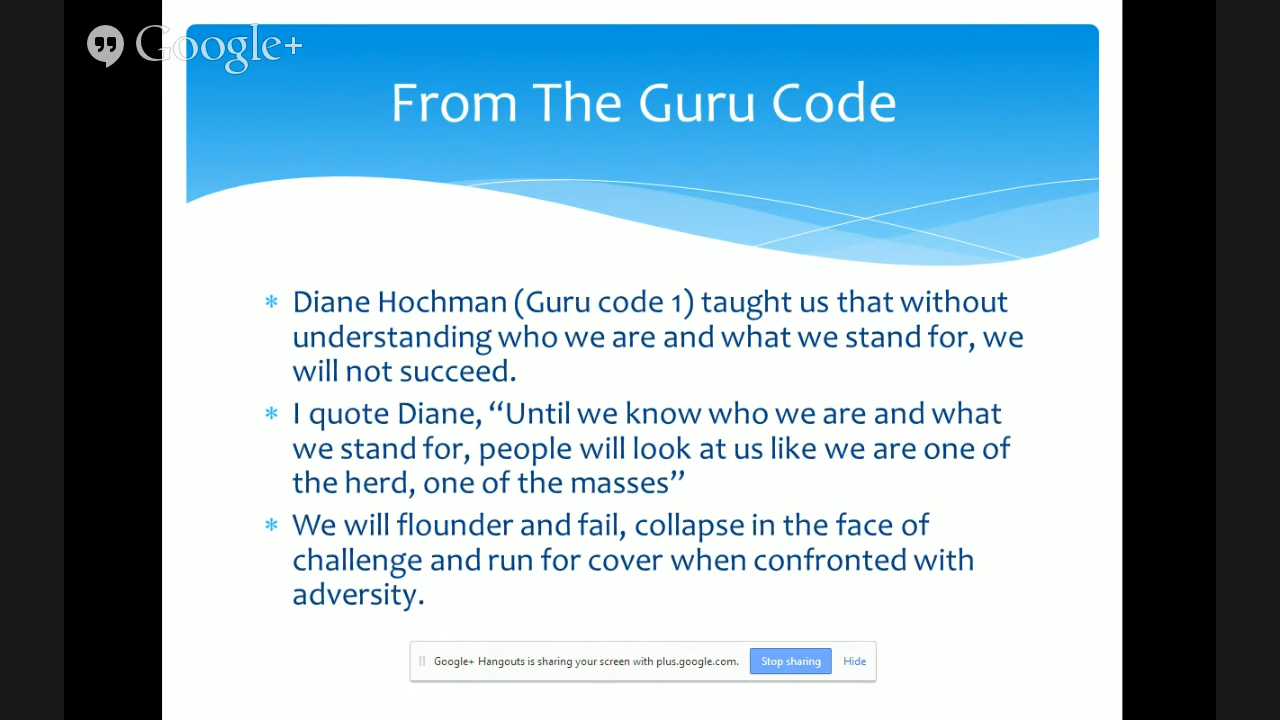 Google+
From The Guru Code
* Diane Hochman (Guru code 1) taught us that without
understanding who we are and what we stand for, we
will not succeed.
* I quote Diane, “Until we know who we are and what
we stand for, people will look at us like we are one of
the herd, one of the masses”
* We will flounder and fail, collapse in the face of
challenge and run for cover when confronted with
adversity.
Google+ Hangouts is sharing your screen with plus.google.com. Stop sharing Hide